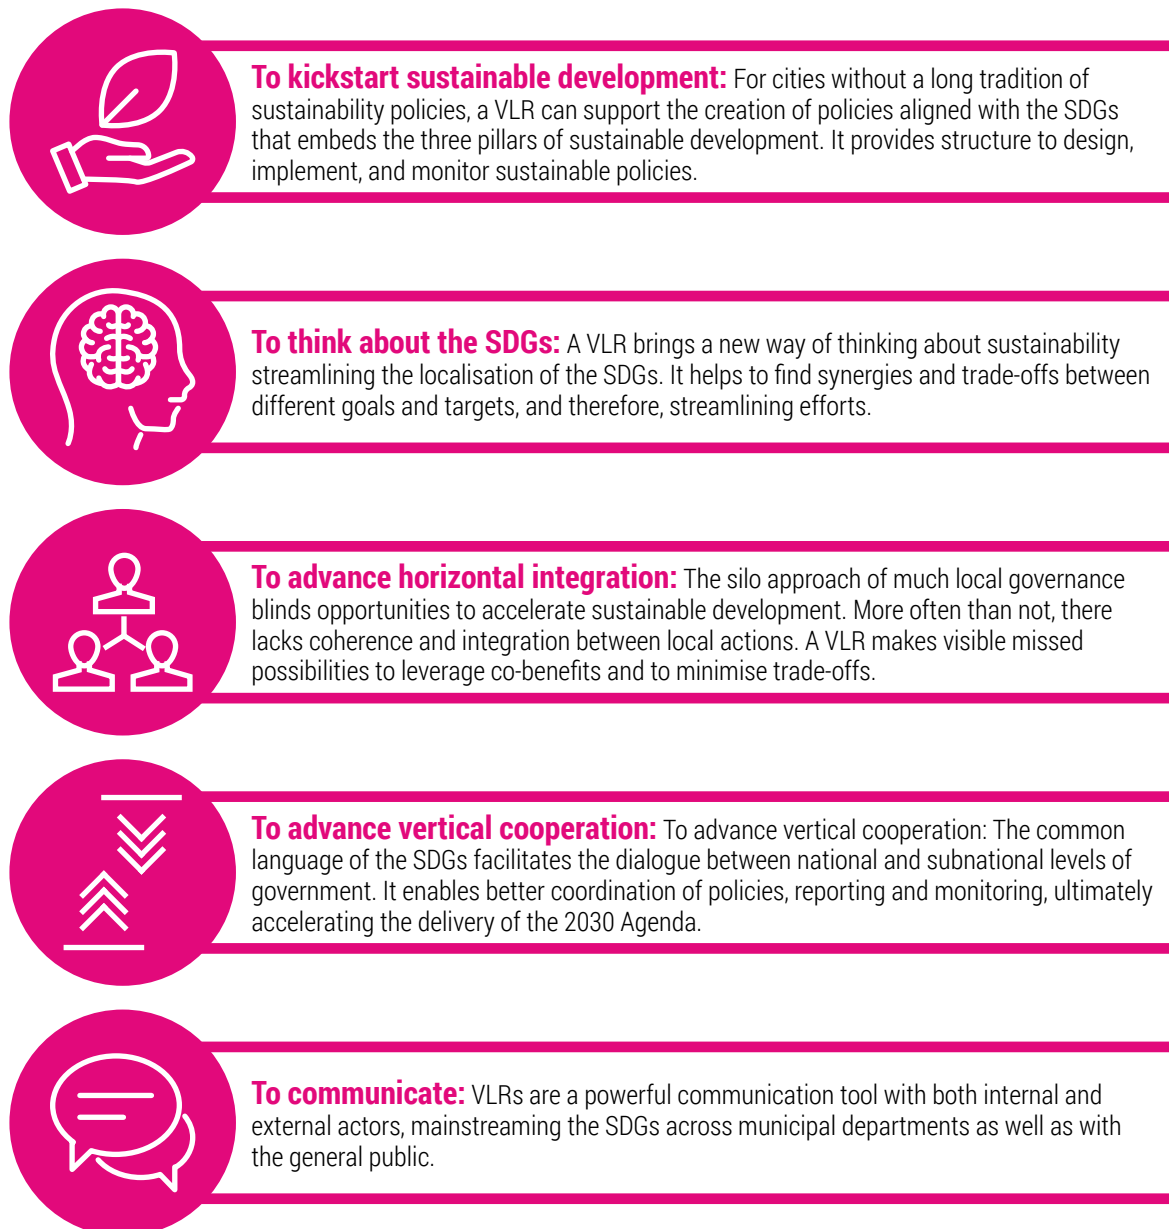 To kickstart sustainable development: For cities without a long tradition of
sustainability policies, a VLR can support the creation of policies aligned with the SDGs
that embeds the three pillars of sustainable development. It provides structure to design,
implement, and monitor sustainable policies.
To think about the SDGs: A VLR brings a new way of thinking about sustainability
streamlining the localisation of the SDGs. It helps to find synergies and trade-offs between
different goals and targets, and therefore, streamlining efforts.
To advance horizontal integration: The silo approach of much local governance
blinds opportunities to accelerate sustainable development. More often than not, there
lacks coherence and integration between local actions. A VLR makes visible missed
possibilities to leverage co-benefits and to minimise trade-offs.
To advance vertical cooperation: To advance vertical cooperation: The common
language of the SDGs facilitates the dialogue between national and subnational levels of
government. It enables better coordination of policies, reporting and monitoring, ultimately
accelerating the delivery of the 2030 Agenda.
To communicate: VLRs are a powerful communication tool with both internal and
external actors, mainstreaming the SDGs across municipal departments as well as with
the general public.